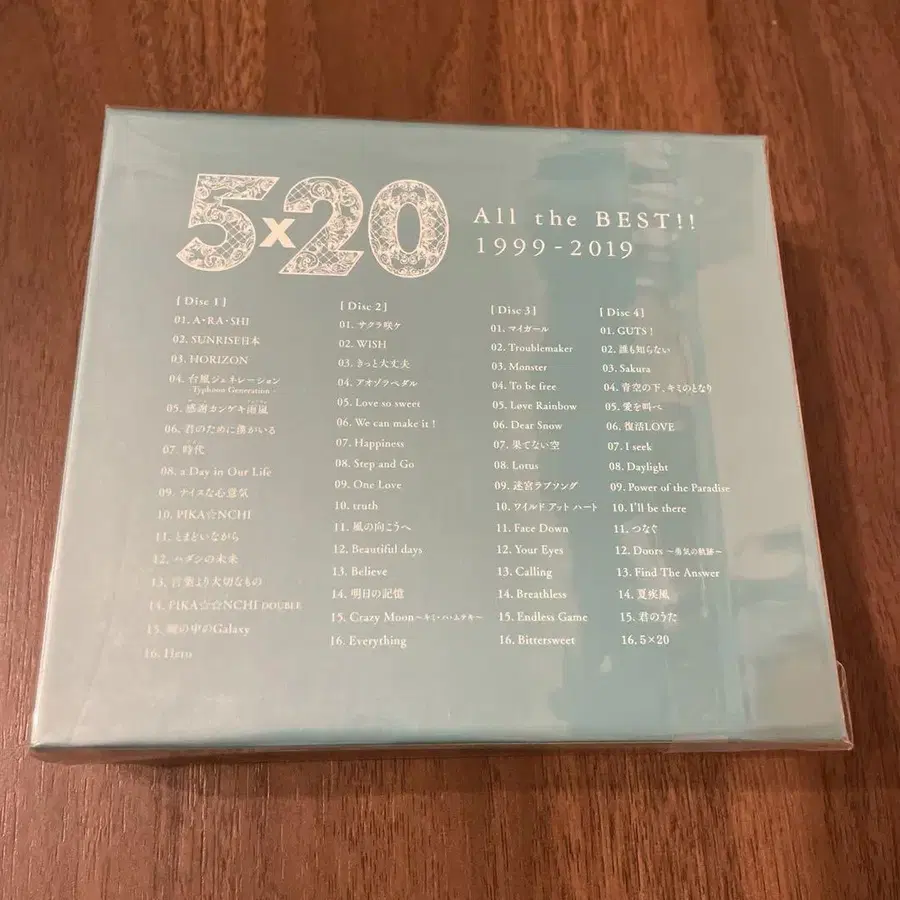 5×20
All the BEST!!
1999-2019
[Disc 1]
01. A・RA・SHI
02. SUNRISE日本
03. HORIZON
04. 台風ジェネレーション
-Typhoon Generation-
05. 感謝カンゲキ雨嵐
06. 君のために僕がいる
07. 時代
08. a Day in Our Life
09. ナイスな心意気
10. PIKA☆NCHI
11. とまどいながら
12. ハダシの未来
13. 言葉より大切なもの
14. PIKA☆☆NCHI DOUBLE
15. 瞳の中のGalaxy
16. Hero
[Disc 2]
01. サクラ咲ケ
02. WISH
03. きっと大丈夫
04. アオゾラペダル
05. Love so sweet
06. We can make it!
07. Happiness
08. Step and Go
09. One Love
10. truth
11. 風の向こうへ
12. Beautiful days
13. Believe
14. 明日の記憶
15. Crazy Moon～キミ・ハ・ムテキ～
16. Everything
[Disc 3]
01. マイガール
02. Troublemaker
03. Monster
04. To be free
05. Løve Rainbow
06. Dear Snow
07. 果てない空
08. Lotus
09. 迷宮ラブソング
10. ワイルド アット ハート
11. Face Down
12. Your Eyes
13. Calling
14. Breathless
15. Endless Game
16. Bittersweet
[Disc 4]
01. GUTS !
02. 誰も知らない
03. Sakura
04. 青空の下、キミのとなり
05. 愛を叫べ
06. 復活LOVE
07. I seek
08. Daylight
09. Power of the Paradise
10. I'll be there
11. つなぐ
12. Doors ～勇気の軌跡～
13. Find The Answer
14. 夏疾風
15. 君のうた
16. 5×20